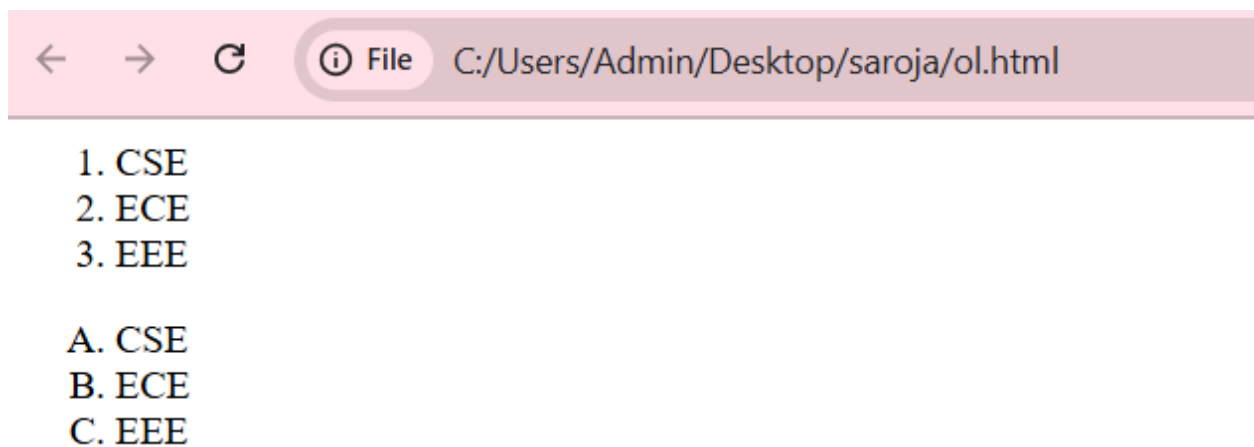 File C:/Users/Admin/Desktop/saroja/ol.html
1. CSE
2. ECE
3. EEE
A. CSE
B. ECE
C. EEE